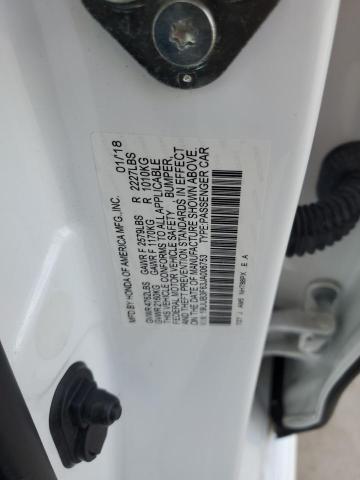 MFD. BY HONDA OF AMERICA MFG., INC. 01/18
GVWR 4762LBS GAWR F 2579LBS R 2227LBS
GVWR 2160KG GAWR F 1170KG R 1010KG
THIS VEHICLE CONFORMS TO ALL APPLICABLE
FEDERAL MOTOR VEHICLE SAFETY, BUMPER,
AND THEFT PREVENTION STANDARDS IN EFFECT
ON THE DATE OF MANUFACTURE SHOWN ABOVE.
TYPE:PASSENGER CAR